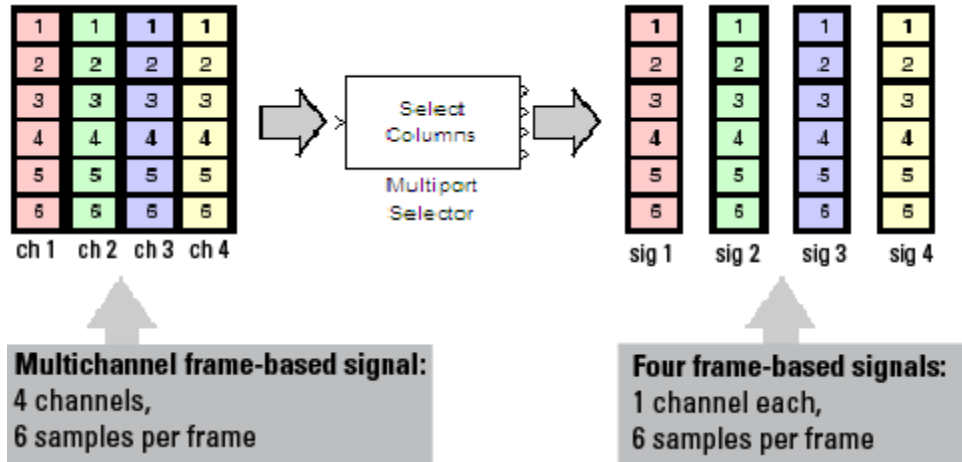 1 1 1 1 1 1 1 1
2 2 2 2 2 2 2 2
3 3 3 3 3 3 3 3
4 4 4 4 4 4 4 4
5 5 5 5 5 5 5 5
6 6 6 6 6 6 6 6
Select
Columns
Multiport
Selector
ch 1 ch 2 ch 3 ch 4
sig 1 sig 2 sig 3 sig 4
Multichannel frame-based signal:
4 channels,
6 samples per frame
Four frame-based signals:
1 channel each,
6 samples per frame